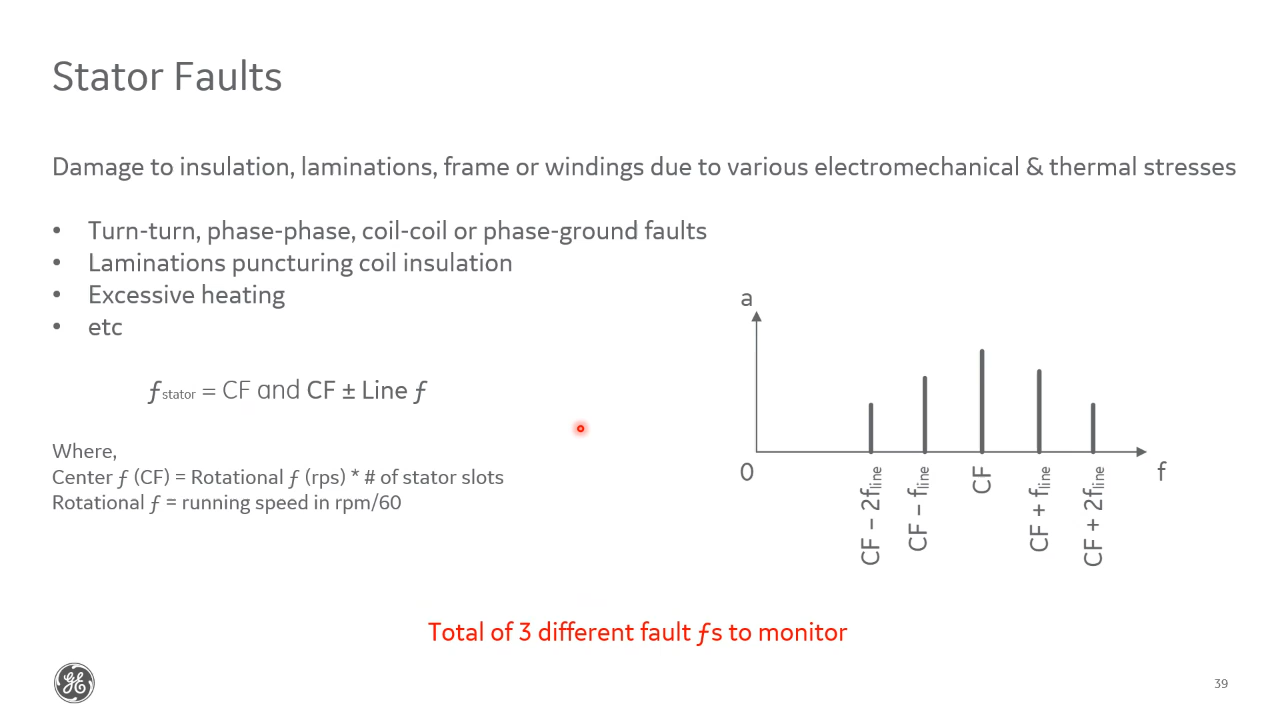 Stator Faults
Damage to insulation, laminations, frame or windings due to various electromechanical & thermal stresses
• Turn-turn, phase-phase, coil-coil or phase-ground faults
• Laminations puncturing coil insulation
• Excessive heating
• etc
ƒstator = CF and CF ± Line ƒ
Where,
Center ƒ (CF) = Rotational ƒ (rps) * # of stator slots
Rotational ƒ = running speed in rpm/60
a
0
CF – 2fline
CF – fline
CF
CF + fline
CF + 2fline
f
Total of 3 different fault ƒs to monitor
GE
39